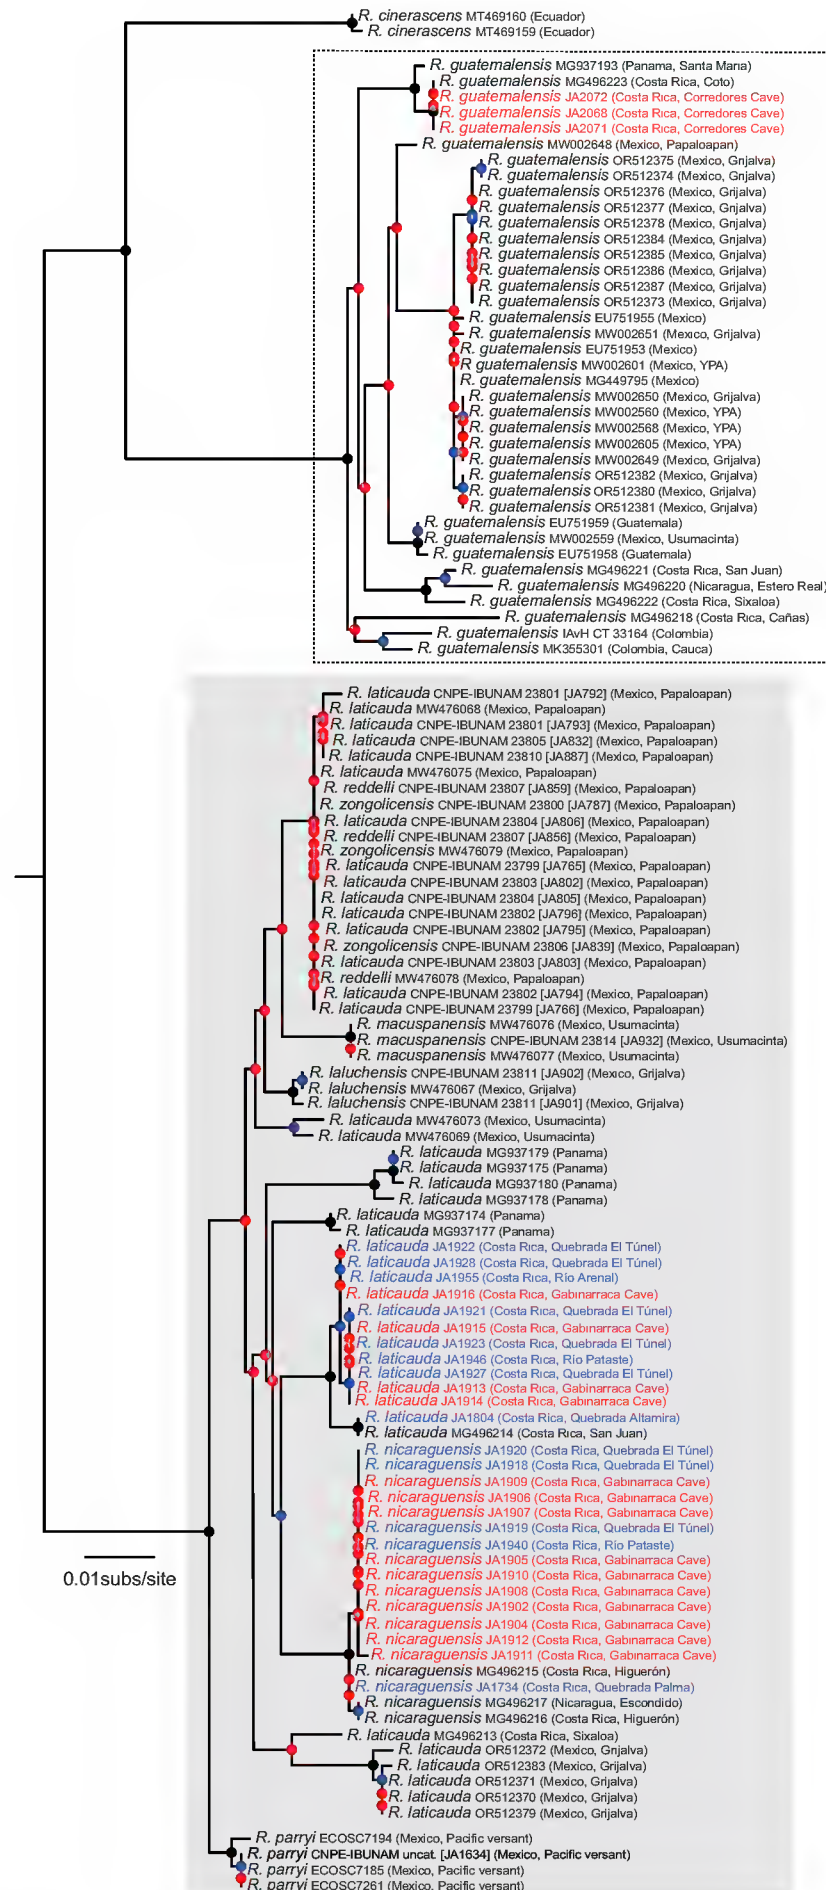 R. cinerascens MT469160 (Ecuador)
R. cinerascens MT469159 (Ecuador)
R. guatemalensis MG937193 (Panama, Santa Maria)
R. guatemalensis MG496223 (Costa Rica, Coto)
R. guatemalensis JA2072 (Costa Rica, Corredores Cave)
R. guatemalensis JA2068 (Costa Rica, Corredores Cave)
R. guatemalensis JA2071 (Costa Rica, Corredores Cave)
R. guatemalensis MW002648 (Mexico, Papaloapan)
R. guatemalensis OR512375 (Mexico, Grijalva)
R. guatemalensis OR512374 (Mexico, Grijalva)
R. guatemalensis OR512376 (Mexico, Grijalva)
R. guatemalensis OR512377 (Mexico, Grijalva)
R. guatemalensis OR512378 (Mexico, Grijalva)
R. guatemalensis OR512384 (Mexico, Grijalva)
R. guatemalensis OR512385 (Mexico, Grijalva)
R. guatemalensis OR512386 (Mexico, Grijalva)
R. guatemalensis OR512387 (Mexico, Grijalva)
R. guatemalensis OR512373 (Mexico, Grijalva)
R. guatemalensis EU751955 (Mexico)
R. guatemalensis MW002651 (Mexico, Grijalva)
R. guatemalensis EU751953 (Mexico)
R guatemalensis MW002601 (Mexico, YPA)
R. guatemalensis MG449795 (Mexico)
R. guatemalensis MW002650 (Mexico, Grijalva)
R. guatemalensis MW002560 (Mexico, YPA)
R. guatemalensis MW002568 (Mexico, YPA)
R. guatemalensis MW002605 (Mexico, YPA)
R. guatemalensis MW002649 (Mexico, Grijalva)
R. guatemalensis OR512382 (Mexico, Grijalva)
R. guatemalensis OR512380 (Mexico, Grijalva)
R. guatemalensis OR512381 (Mexico, Grijalva)
R. guatemalensis EU751959 (Guatemala)
R. guatemalensis MW002559 (Mexico, Usumacinta)
R. guatemalensis EU751958 (Guatemala)
R. guatemalensis MG496221 (Costa Rica, San Juan)
R. guatemalensis MG496220 (Nicaragua, Estero Real)
R. guatemalensis MG496222 (Costa Rica, Sixaloa)
R. guatemalensis MG496218 (Costa Rica, Cañas)
R. guatemalensis IAvH CT 33164 (Colombia)
R. guatemalensis MK355301 (Colombia, Cauca)
R. laticauda CNPE-IBUNAM 23801 [JA792] (Mexico, Papaloapan)
R. laticauda MW476068 (Mexico, Papaloapan)
R. laticauda CNPE-IBUNAM 23801 [JA793] (Mexico, Papaloapan)
R. laticauda CNPE-IBUNAM 23805 [JA832] (Mexico, Papaloapan)
R. laticauda CNPE-IBUNAM 23810 [JA887] (Mexico, Papaloapan)
R. laticauda MW476075 (Mexico, Papaloapan)
R. reddelli CNPE-IBUNAM 23807 [JA859] (Mexico, Papaloapan)
R. zongolicensis CNPE-IBUNAM 23800 [JA787] (Mexico, Papaloapan)
R. laticauda CNPE-IBUNAM 23804 [JA806] (Mexico, Papaloapan)
R. reddelli CNPE-IBUNAM 23807 [JA856] (Mexico, Papaloapan)
R. zongolicensis MW476079 (Mexico, Papaloapan)
R. laticauda CNPE-IBUNAM 23799 [JA765] (Mexico, Papaloapan)
R. laticauda CNPE-IBUNAM 23803 [JA802] (Mexico, Papaloapan)
R. laticauda CNPE-IBUNAM 23804 [JA805] (Mexico, Papaloapan)
R. laticauda CNPE-IBUNAM 23802 [JA796] (Mexico, Papaloapan)
R. laticauda CNPE-IBUNAM 23802 [JA795] (Mexico, Papaloapan)
R. zongolicensis CNPE-IBUNAM 23806 [JA839] (Mexico, Papaloapan)
R. laticauda CNPE-IBUNAM 23803 [JA803] (Mexico, Papaloapan)
R. reddelli MW476078 (Mexico, Papaloapan)
R. laticauda CNPE-IBUNAM 23802 [JA794] (Mexico, Papaloapan)
R. laticauda CNPE-IBUNAM 23799 [JA766] (Mexico, Papaloapan)
R. macuspanensis MW476076 (Mexico, Usumacinta)
R. macuspanensis CNPE-IBUNAM 23814 [JA932] (Mexico, Usumacinta)
R. macuspanensis MW476077 (Mexico, Usumacinta)
R. laluchensis CNPE-IBUNAM 23811 [JA902] (Mexico, Grijalva)
R. laluchensis MW476067 (Mexico, Grijalva)
R. laluchensis CNPE-IBUNAM 23811 [JA901] (Mexico, Grijalva)
R. laticauda MW476073 (Mexico, Usumacinta)
R. laticauda MW476069 (Mexico, Usumacinta)
R. laticauda MG937179 (Panama)
R. laticauda MG937175 (Panama)
R. laticauda MG937180 (Panama)
R. laticauda MG937178 (Panama)
R. laticauda MG937174 (Panama)
R. laticauda MG937177 (Panama)
R. laticauda JA1922 (Costa Rica, Quebrada El Túnel)
R. laticauda JA1928 (Costa Rica, Quebrada El Túnel)
R. laticauda JA1955 (Costa Rica, Río Arenal)
R. laticauda JA1916 (Costa Rica, Gabinarraca Cave)
R. laticauda JA1921 (Costa Rica, Quebrada El Túnel)
R. laticauda JA1915 (Costa Rica, Gabinarraca Cave)
R. laticauda JA1923 (Costa Rica, Quebrada El Túnel)
R. laticauda JA1946 (Costa Rica, Río Pataste)
R. laticauda JA1927 (Costa Rica, Quebrada El Túnel)
R. laticauda JA1913 (Costa Rica, Gabinarraca Cave)
R. laticauda JA1914 (Costa Rica, Gabinarraca Cave)
R. laticauda JA1804 (Costa Rica, Quebrada Altamira)
R. laticauda MG496214 (Costa Rica, San Juan)
R. nicaraguensis JA1920 (Costa Rica, Quebrada El Túnel)
R. nicaraguensis JA1918 (Costa Rica, Quebrada El Túnel)
R. nicaraguensis JA1909 (Costa Rica, Gabinarraca Cave)
R. nicaraguensis JA1906 (Costa Rica, Gabinarraca Cave)
R. nicaraguensis JA1907 (Costa Rica, Gabinarraca Cave)
R. nicaraguensis JA1919 (Costa Rica, Quebrada El Túnel)
R. nicaraguensis JA1940 (Costa Rica, Río Pataste)
R. nicaraguensis JA1905 (Costa Rica, Gabinarraca Cave)
R. nicaraguensis JA1910 (Costa Rica, Gabinarraca Cave)
R. nicaraguensis JA1908 (Costa Rica, Gabinarraca Cave)
R. nicaraguensis JA1902 (Costa Rica, Gabinarraca Cave)
R. nicaraguensis JA1904 (Costa Rica, Gabinarraca Cave)
R. nicaraguensis JA1912 (Costa Rica, Gabinarraca Cave)
R. nicaraguensis JA1911 (Costa Rica, Gabinarraca Cave)
R. nicaraguensis MG496215 (Costa Rica, Higuerón)
R. nicaraguensis JA1734 (Costa Rica, Quebrada Palma)
R. nicaraguensis MG496217 (Nicaragua, Escondido)
R. nicaraguensis MG496216 (Costa Rica, Higuerón)
0.01subs/site
R. laticauda MG496213 (Costa Rica, Sixaloa)
R. laticauda OR512372 (Mexico, Grijalva)
R. laticauda OR512383 (Mexico, Grijalva)
R. laticauda OR512371 (Mexico, Grijalva)
R. laticauda OR512370 (Mexico, Grijalva)
R. laticauda OR512379 (Mexico, Grijalva)
R. parryi ECOSC7194 (Mexico, Pacific versant)
R. parryi CNPE-IBUNAM uncat. [JA1634] (Mexico, Pacific versant)
R. parryi ECOSC7185 (Mexico, Pacific versant)
R. parryi ECOSC7261 (Mexico, Pacific versant)